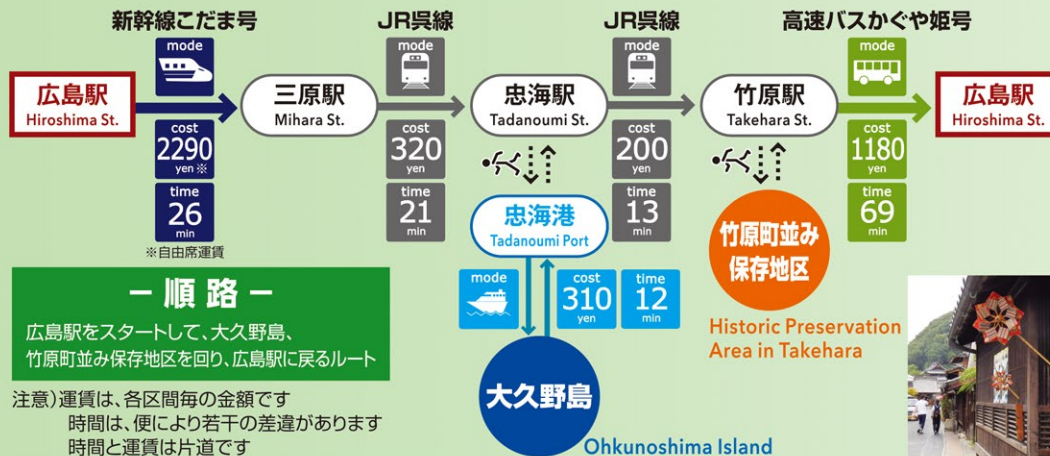 新幹線こだま号
JR呉線
JR呉線
高速バスかぐや姫号
mode
mode
mode
mode
広島駅
Hiroshima St.
三原駅
Mihara St.
忠海駅
Tadanoumi St.
竹原駅
Takehara St.
広島駅
Hiroshima St.
cost
2290
yen ※
cost
320
yen
cost
200
yen
cost
1180
yen
time
26
min
time
21
min
time
13
min
time
69
min
※自由席運賃
忠海港
Tadanoumi Port
mode
cost
310
yen
time
12
min
大久野島
Ohkunoshima Island
竹原町並み
保存地区
Historic Preservation
Area in Takehara
－ 順 路 －
広島駅をスタートして、大久野島、
竹原町並み保存地区を回り、広島駅に戻るルート
注意）運賃は、各区間毎の金額です
時間は、便により若干の差違があります
時間と運賃は片道です